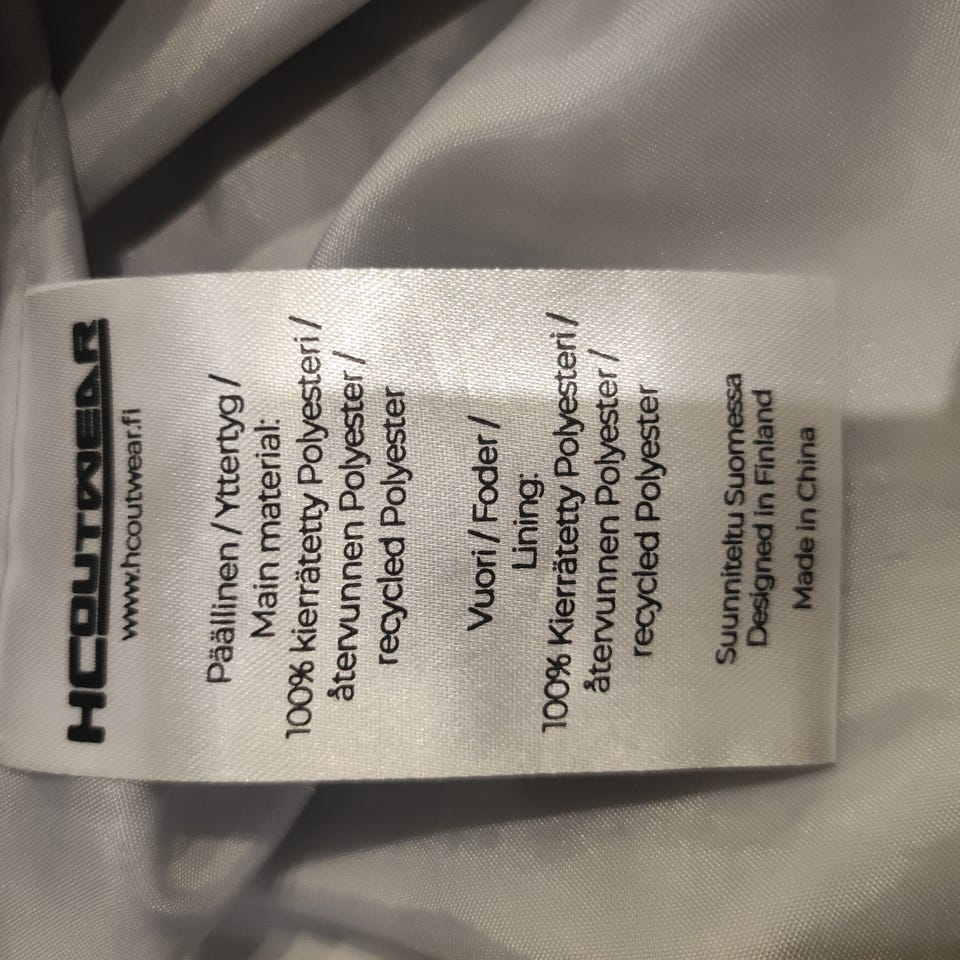 HCOUTWEAR
www.hcoutwear.fi
Päällinen / Yttertyg /
Main material:
100% kierrätetty Polyesteri /
återvunnen Polyester /
recycled Polyester
Vuori / Foder /
Lining:
100% Kierrätetty Polyesteri /
återvunnen Polyester /
recycled Polyester
Suunniteltu Suomessa
Designed in Finland
Made in China